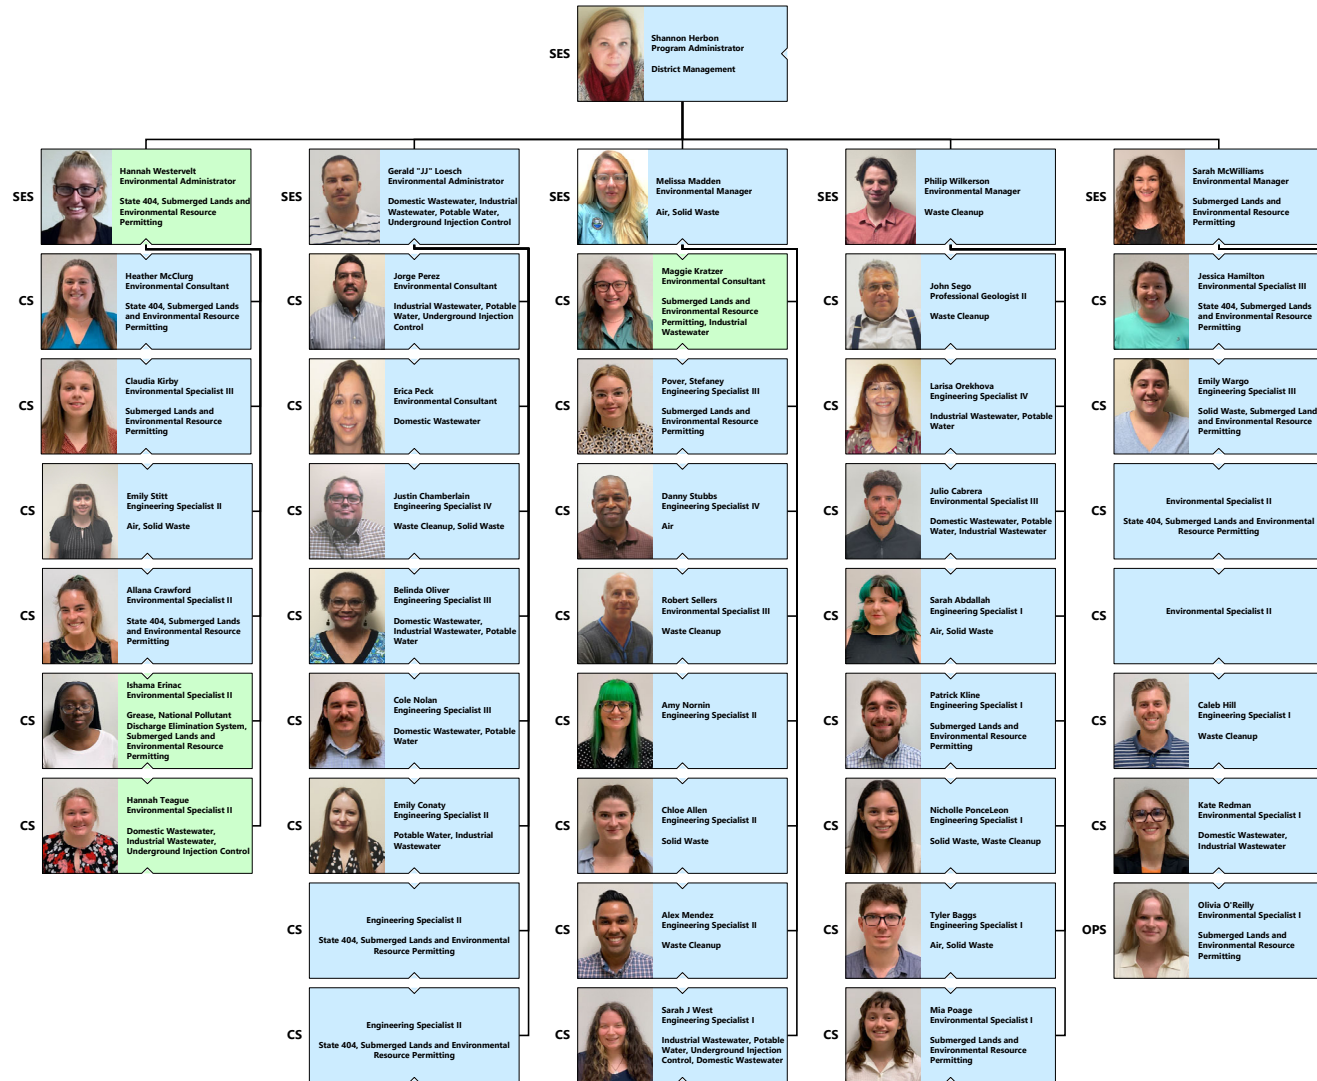 SES
Shannon Herbon
Program Administrator
District Management
SES
Hannah Westervelt
Environmental Administrator
State 404, Submerged Lands and
Environmental Resource
Permitting
CS
Heather McClurg
Environmental Consultant
State 404, Submerged Lands
and Environmental Resource
Permitting
CS
Claudia Kirby
Environmental Specialist III
Submerged Lands and
Environmental Resource
Permitting
CS
Emily Stitt
Engineering Specialist II
Air, Solid Waste
CS
Allana Crawford
Environmental Specialist II
State 404, Submerged Lands
and Environmental Resource
Permitting
CS
Ishama Erinac
Environmental Specialist II
Grease, National Pollutant
Discharge Elimination System,
Submerged Lands and
Environmental Resource
Permitting
CS
Hannah Teague
Environmental Specialist II
Domestic Wastewater,
Industrial Wastewater,
Underground Injection Control
SES
Gerald "JJ" Loesch
Environmental Administrator
Domestic Wastewater, Industrial
Wastewater, Potable Water,
Underground Injection Control
CS
Jorge Perez
Environmental Consultant
Industrial Wastewater, Potable
Water, Underground Injection
Control
CS
Erica Peck
Environmental Consultant
Domestic Wastewater
CS
Justin Chamberlain
Engineering Specialist IV
Waste Cleanup, Solid Waste
CS
Belinda Oliver
Engineering Specialist III
Domestic Wastewater,
Industrial Wastewater, Potable
Water
CS
Cole Nolan
Engineering Specialist III
Domestic Wastewater, Potable
Water
CS
Emily Conaty
Engineering Specialist II
Potable Water, Industrial
Wastewater
CS
Engineering Specialist II
State 404, Submerged Lands and Environmental
Resource Permitting
CS
Engineering Specialist II
State 404, Submerged Lands and Environmental
Resource Permitting
SES
Melissa Madden
Environmental Manager
Air, Solid Waste
CS
Maggie Kratzer
Environmental Consultant
Submerged Lands and
Environmental Resource
Permitting, Industrial
Wastewater
CS
Pover, Stefaney
Engineering Specialist III
Submerged Lands and
Environmental Resource
Permitting
CS
Danny Stubbs
Engineering Specialist IV
Air
CS
Robert Sellers
Environmental Specialist III
Waste Cleanup
CS
Amy Nornin
Engineering Specialist II
CS
Chloe Allen
Engineering Specialist II
Solid Waste
CS
Alex Mendez
Engineering Specialist II
Waste Cleanup
CS
Sarah J West
Engineering Specialist I
Industrial Wastewater, Potable
Water, Underground Injection
Control, Domestic Wastewater
SES
Philip Wilkerson
Environmental Manager
Waste Cleanup
CS
John Sego
Professional Geologist II
Waste Cleanup
CS
Larisa Orekhova
Engineering Specialist IV
Industrial Wastewater, Potable
Water
CS
Julio Cabrera
Environmental Specialist III
Domestic Wastewater, Potable
Water, Industrial Wastewater
CS
Sarah Abdallah
Engineering Specialist I
Air, Solid Waste
CS
Patrick Kline
Engineering Specialist I
Submerged Lands and
Environmental Resource
Permitting
CS
Nicholle PonceLeon
Engineering Specialist I
Solid Waste, Waste Cleanup
CS
Tyler Baggs
Engineering Specialist I
Air, Solid Waste
CS
Mia Poage
Environmental Specialist I
Submerged Lands and
Environmental Resource
Permitting
SES
Sarah McWilliams
Environmental Manager
Submerged Lands and
Environmental Resource
Permitting
CS
Jessica Hamilton
Environmental Specialist III
State 404, Submerged Lands
and Environmental Resource
Permitting
CS
Emily Wargo
Engineering Specialist III
Solid Waste, Submerged Land
and Environmental Resource
Permitting
CS
Environmental Specialist II
State 404, Submerged Lands and Environmental
Resource Permitting
CS
Environmental Specialist II
CS
Caleb Hill
Engineering Specialist I
Waste Cleanup
CS
Kate Redman
Environmental Specialist I
Domestic Wastewater,
Industrial Wastewater
OPS
Olivia O'Reilly
Environmental Specialist I
Submerged Lands and
Environmental Resource
Permitting